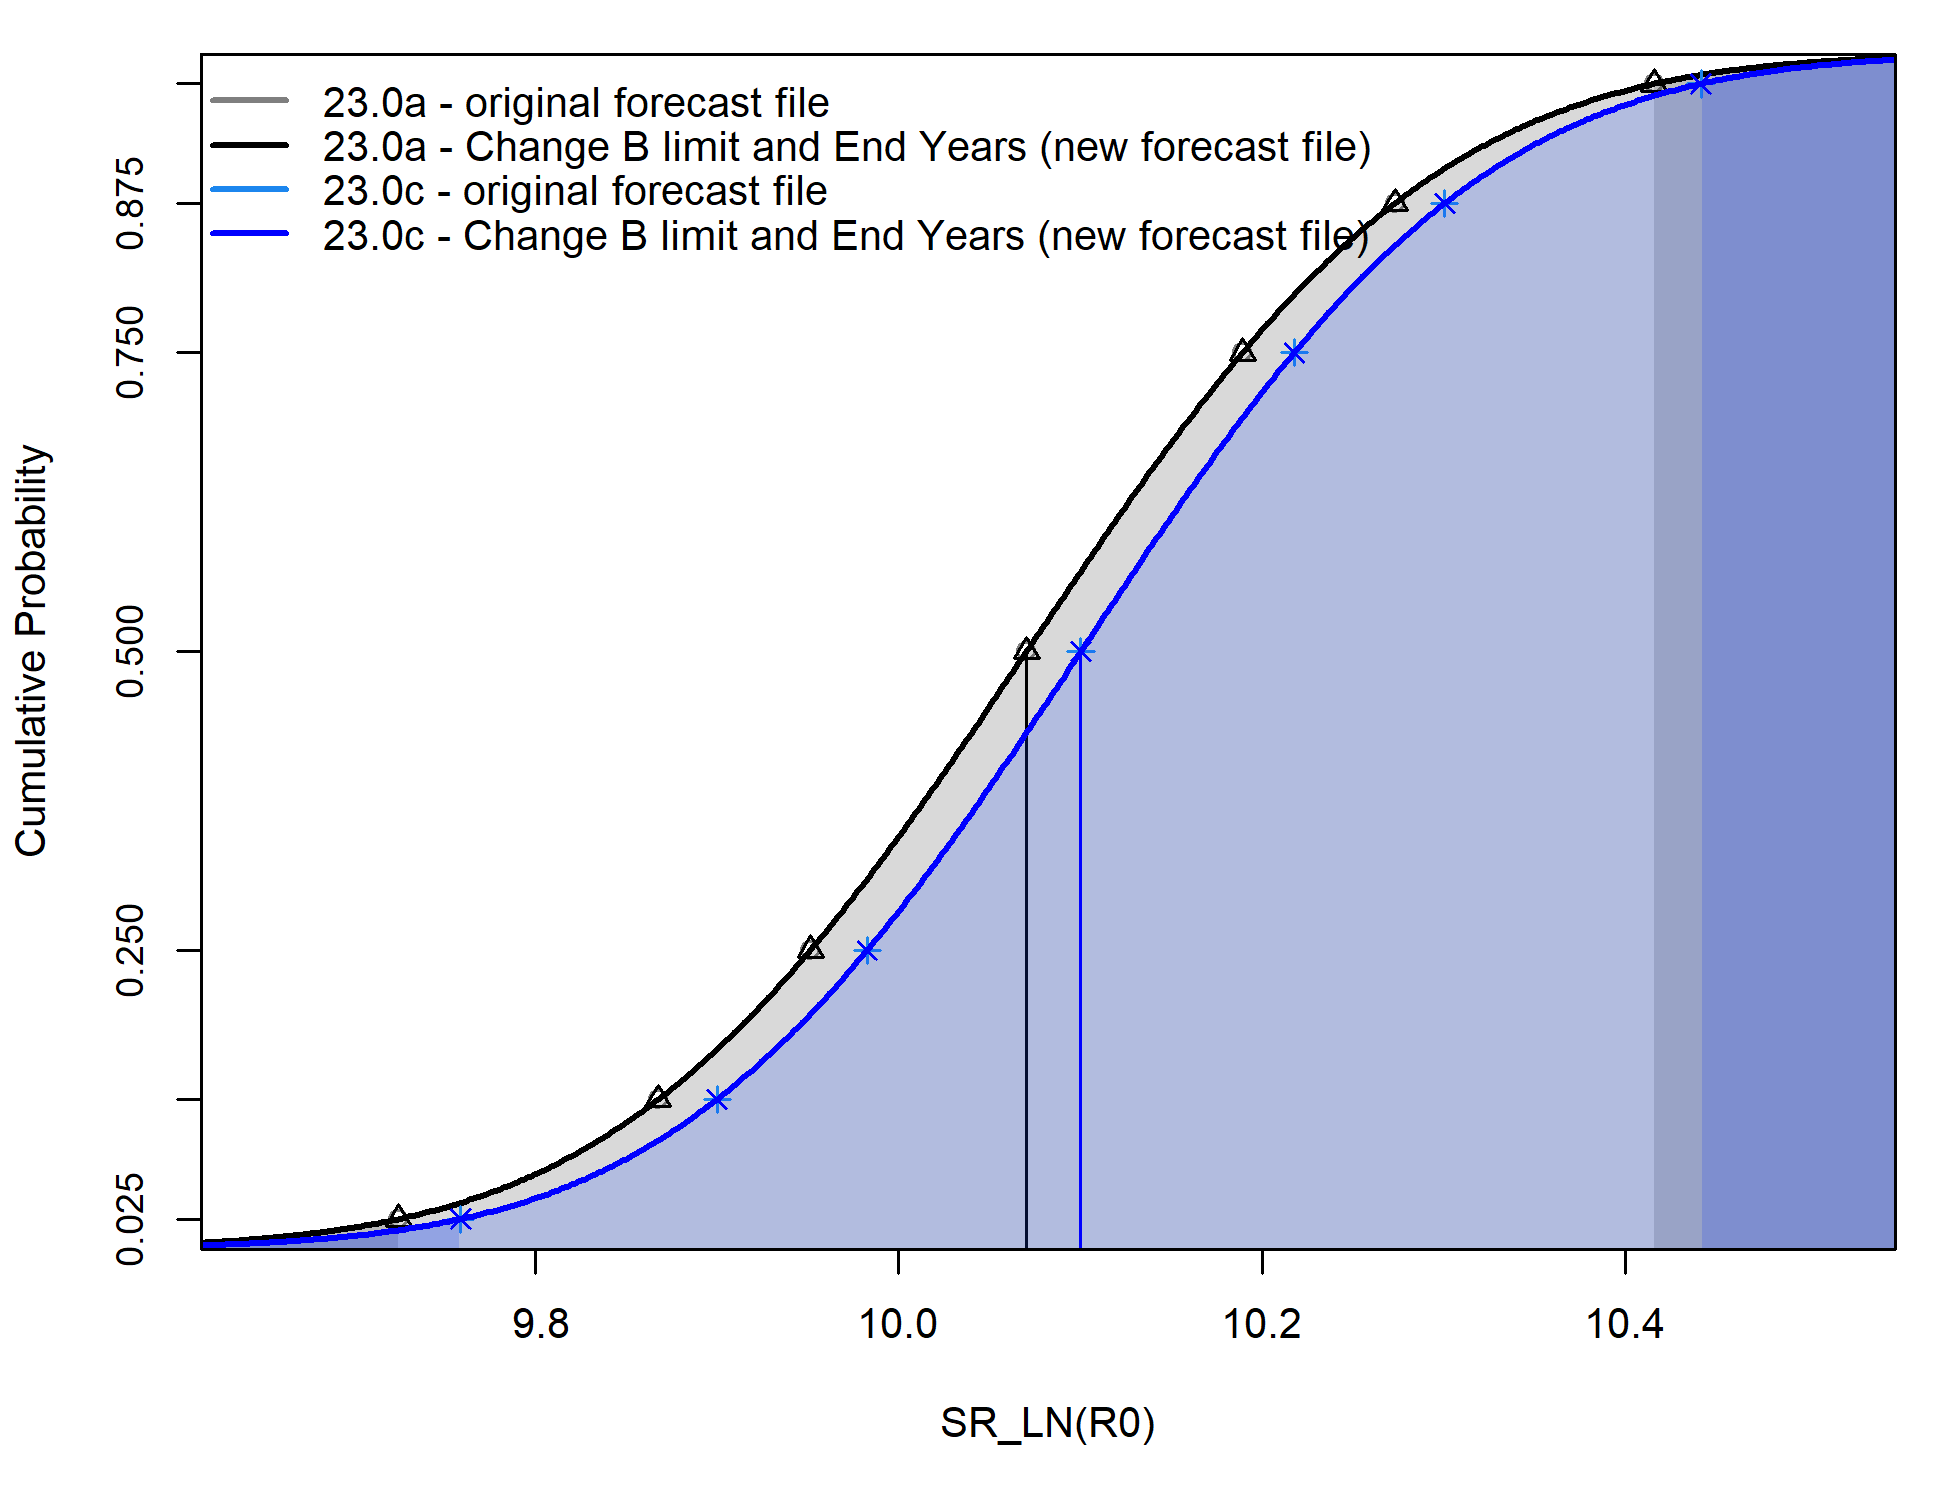 23.0a - original forecast file
23.0a - Change B limit and End Years (new forecast file)
23.0c - original forecast file
23.0c - Change B limit and End Years (new forecast file)
Cumulative Probability
0.875
0.750
0.500
0.250
0.025
9.8
10.0
10.2
10.4
SR_LN(R0)